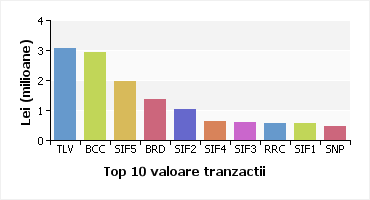 Lei (milioane)
4
3
2
1
0
TLV BCC SIF5 BRD SIF2 SIF4 SIF3 RRC SIF1 SNP
Top 10 valoare tranzactii